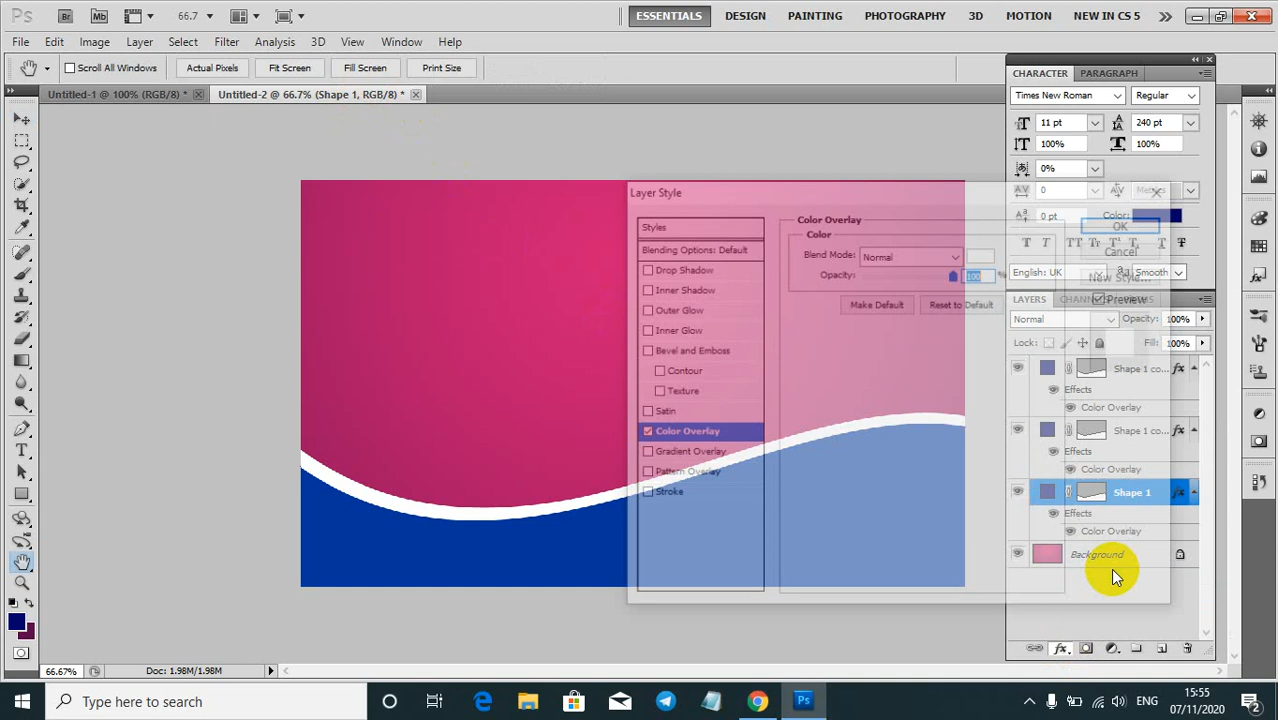 Ps Br Mb 66.7 ESSENTIALS DESIGN PAINTING PHOTOGRAPHY 3D MOTION NEW IN CS 5
File Edit Image Layer Select Filter Analysis 3D View Window Help
Scroll All Windows Actual Pixels Fit Screen Fill Screen Print Size
CHARACTER PARAGRAPH
Untitled-1 @ 100% (RGB/8) * Untitled-2 @ 66.7% (Shape 1, RGB/8) *
Times New Roman Regular
11 pt 240 pt
100% 100%
0%
0 Metrics
0 pt Color:
English: UK Smooth
LAYERS
Normal Opacity: 100%
Lock: Fill: 100%
Shape 1 co...
Effects
Color Overlay
Shape 1 co...
Effects
Color Overlay
Shape 1
Effects
Color Overlay
Background
Layer Style
Styles
Blending Options: Default
Drop Shadow
Inner Shadow
Outer Glow
Inner Glow
Bevel and Emboss
Contour
Texture
Satin
Color Overlay
Gradient Overlay
Pattern Overlay
Stroke
Color Overlay
Color
Blend Mode: Normal
Opacity: 100 %
Make Default Reset to Default
OK
Cancel
New Style...
Preview
66.67% Doc: 1.98M/1.98M
Type here to search
ENG 15:55
07/11/2020 2